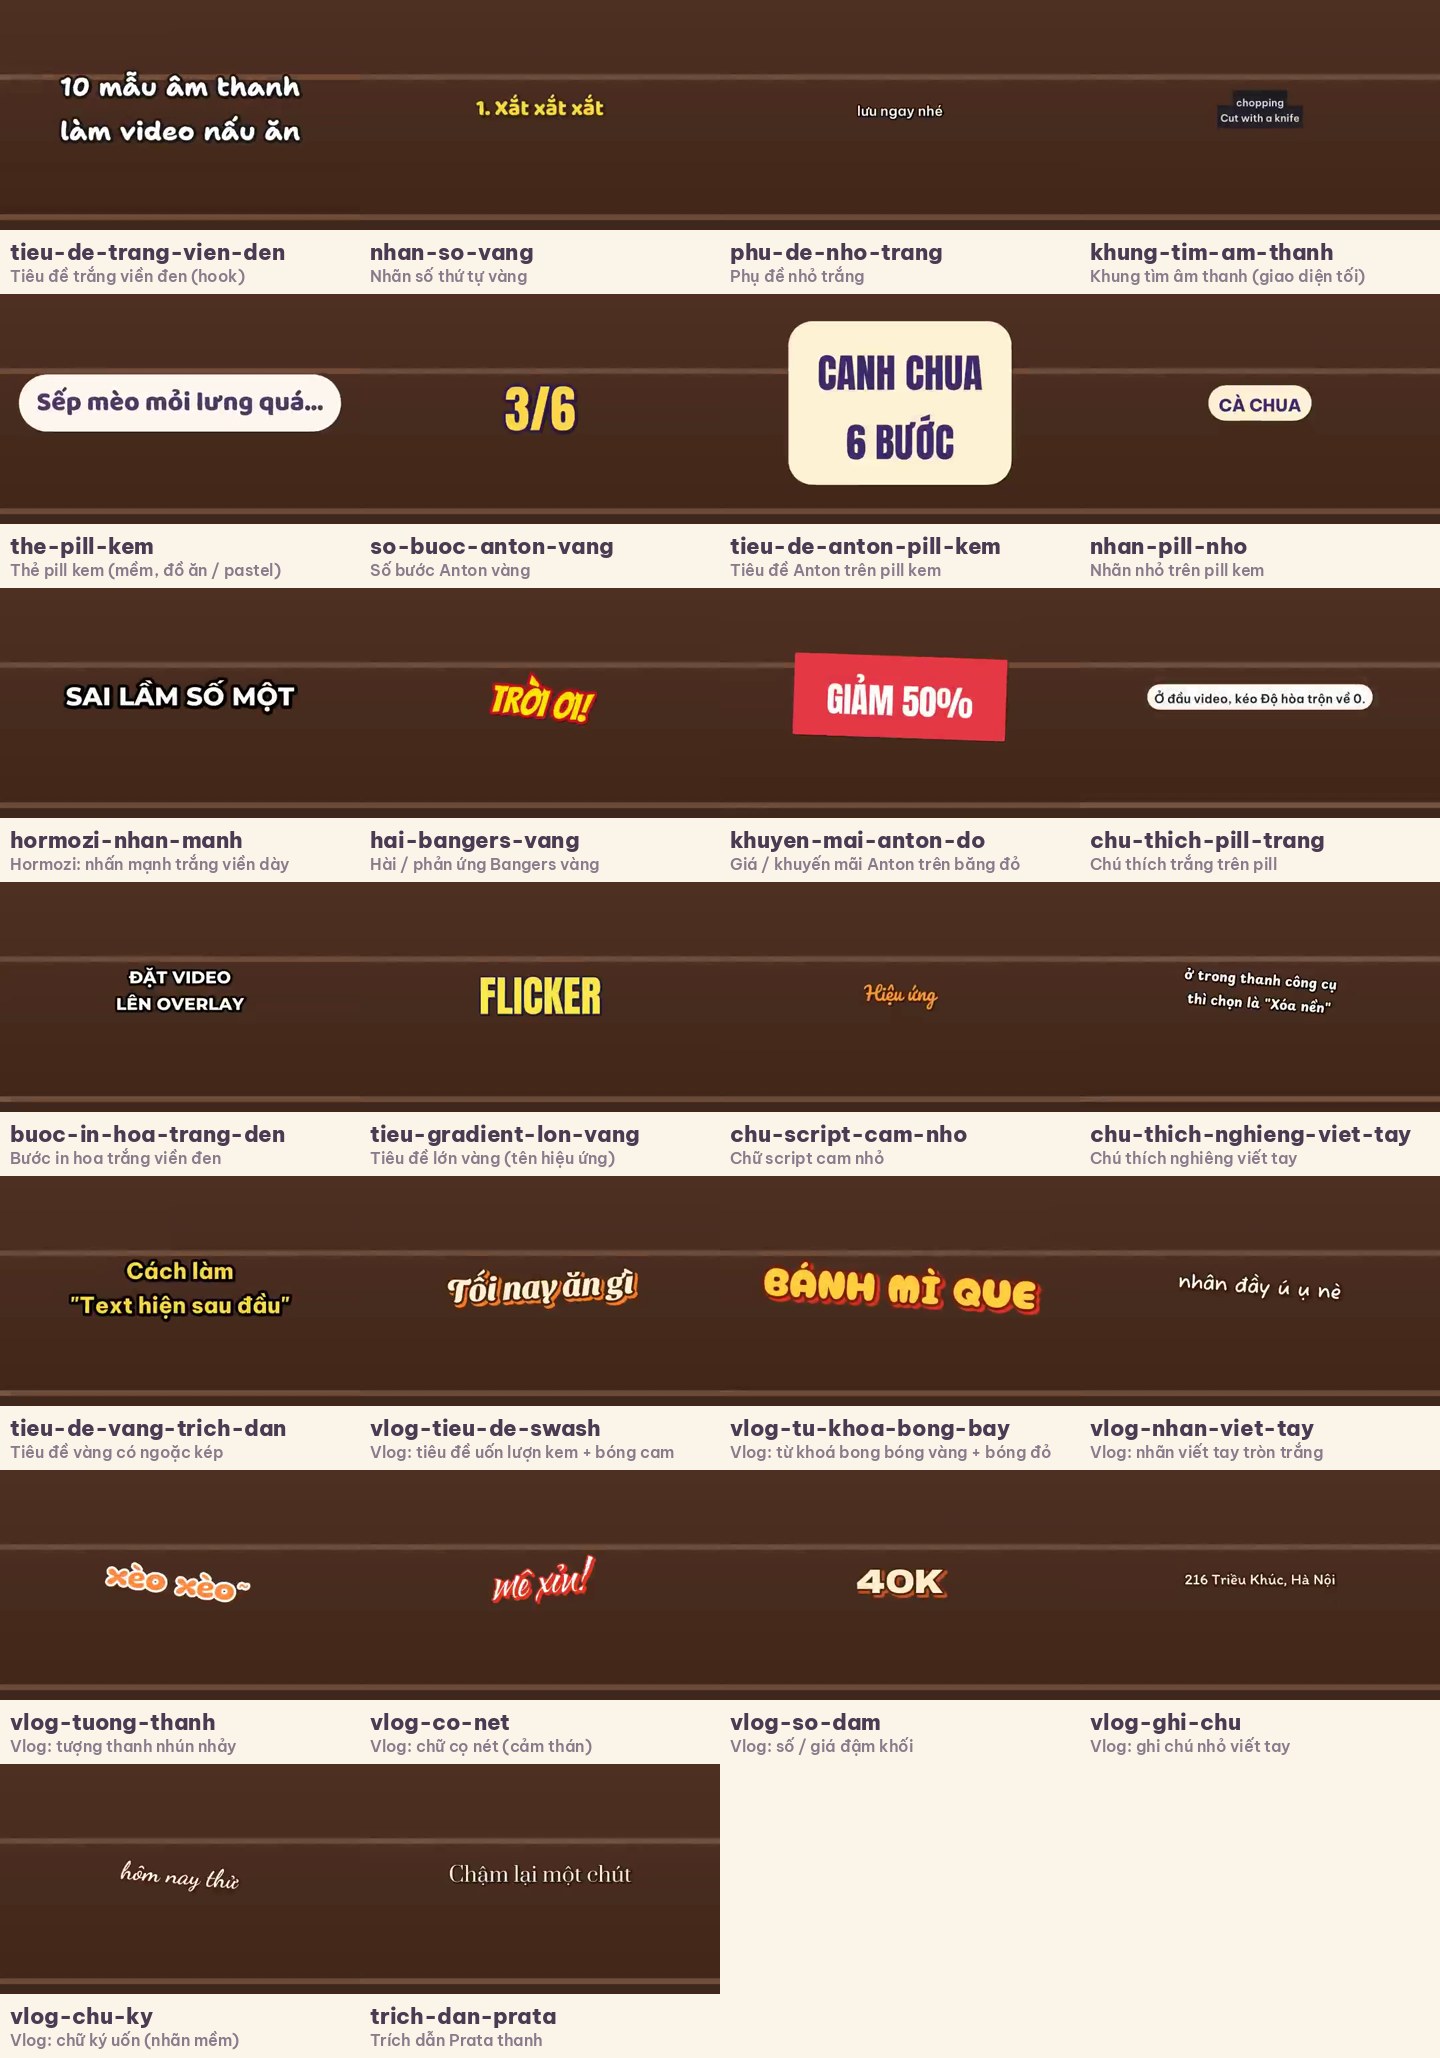 10 mẫu âm thanh
làm video nấu ăn
1. Xắt xắt xắt
lưu ngay nhé
chopping
Cut with a knife
tieu-de-trang-vien-den
Tiêu đề trắng viền đen (hook)
nhan-so-vang
Nhãn số thứ tự vàng
phu-de-nho-trang
Phụ đề nhỏ trắng
khung-tim-am-thanh
Khung tìm âm thanh (giao diện tối)
Sếp mèo mỏi lưng quá...
3/6
CANH CHUA
6 BƯỚC
CÀ CHUA
the-pill-kem
Thẻ pill kem (mềm, đồ ăn / pastel)
so-buoc-anton-vang
Số bước Anton vàng
tieu-de-anton-pill-kem
Tiêu đề Anton trên pill kem
nhan-pill-nho
Nhãn nhỏ trên pill kem
SAI LẦM SỐ MỘT
TRỜI ƠI!
GIẢM 50%
Ở đầu video, kéo Độ hòa trộn về 0.
hormozi-nhan-manh
Hormozi: nhấn mạnh trắng viền dày
hai-bangers-vang
Hài / phản ứng Bangers vàng
khuyen-mai-anton-do
Giá / khuyến mãi Anton trên băng đỏ
chu-thich-pill-trang
Chú thích trắng trên pill
ĐẶT VIDEO
LÊN OVERLAY
FLICKER
Hiệu ứng
ở trong thanh công cụ
thì chọn là "Xóa nền"
buoc-in-hoa-trang-den
Bước in hoa trắng viền đen
tieu-gradient-lon-vang
Tiêu đề lớn vàng (tên hiệu ứng)
chu-script-cam-nho
Chữ script cam nhỏ
chu-thich-nghieng-viet-tay
Chú thích nghiêng viết tay
Cách làm
"Text hiện sau đầu"
Tối nay ăn gì
BÁNH MÌ QUE
nhân đầy ú ụ nè
tieu-de-vang-trich-dan
Tiêu đề vàng có ngoặc kép
vlog-tieu-de-swash
Vlog: tiêu đề uốn lượn kem + bóng cam
vlog-tu-khoa-bong-bay
Vlog: từ khoá bong bóng vàng + bóng đỏ
vlog-nhan-viet-tay
Vlog: nhãn viết tay tròn trắng
xèo xèo~
mê xỉu!
40K
216 Triều Khúc, Hà Nội
vlog-tuong-thanh
Vlog: tượng thanh nhún nhảy
vlog-co-net
Vlog: chữ cọ nét (cảm thán)
vlog-so-dam
Vlog: số / giá đậm khối
vlog-ghi-chu
Vlog: ghi chú nhỏ viết tay
hôm nay thử
Chậm lại một chút
vlog-chu-ky
Vlog: chữ ký uốn (nhãn mềm)
trich-dan-prata
Trích dẫn Prata thanh